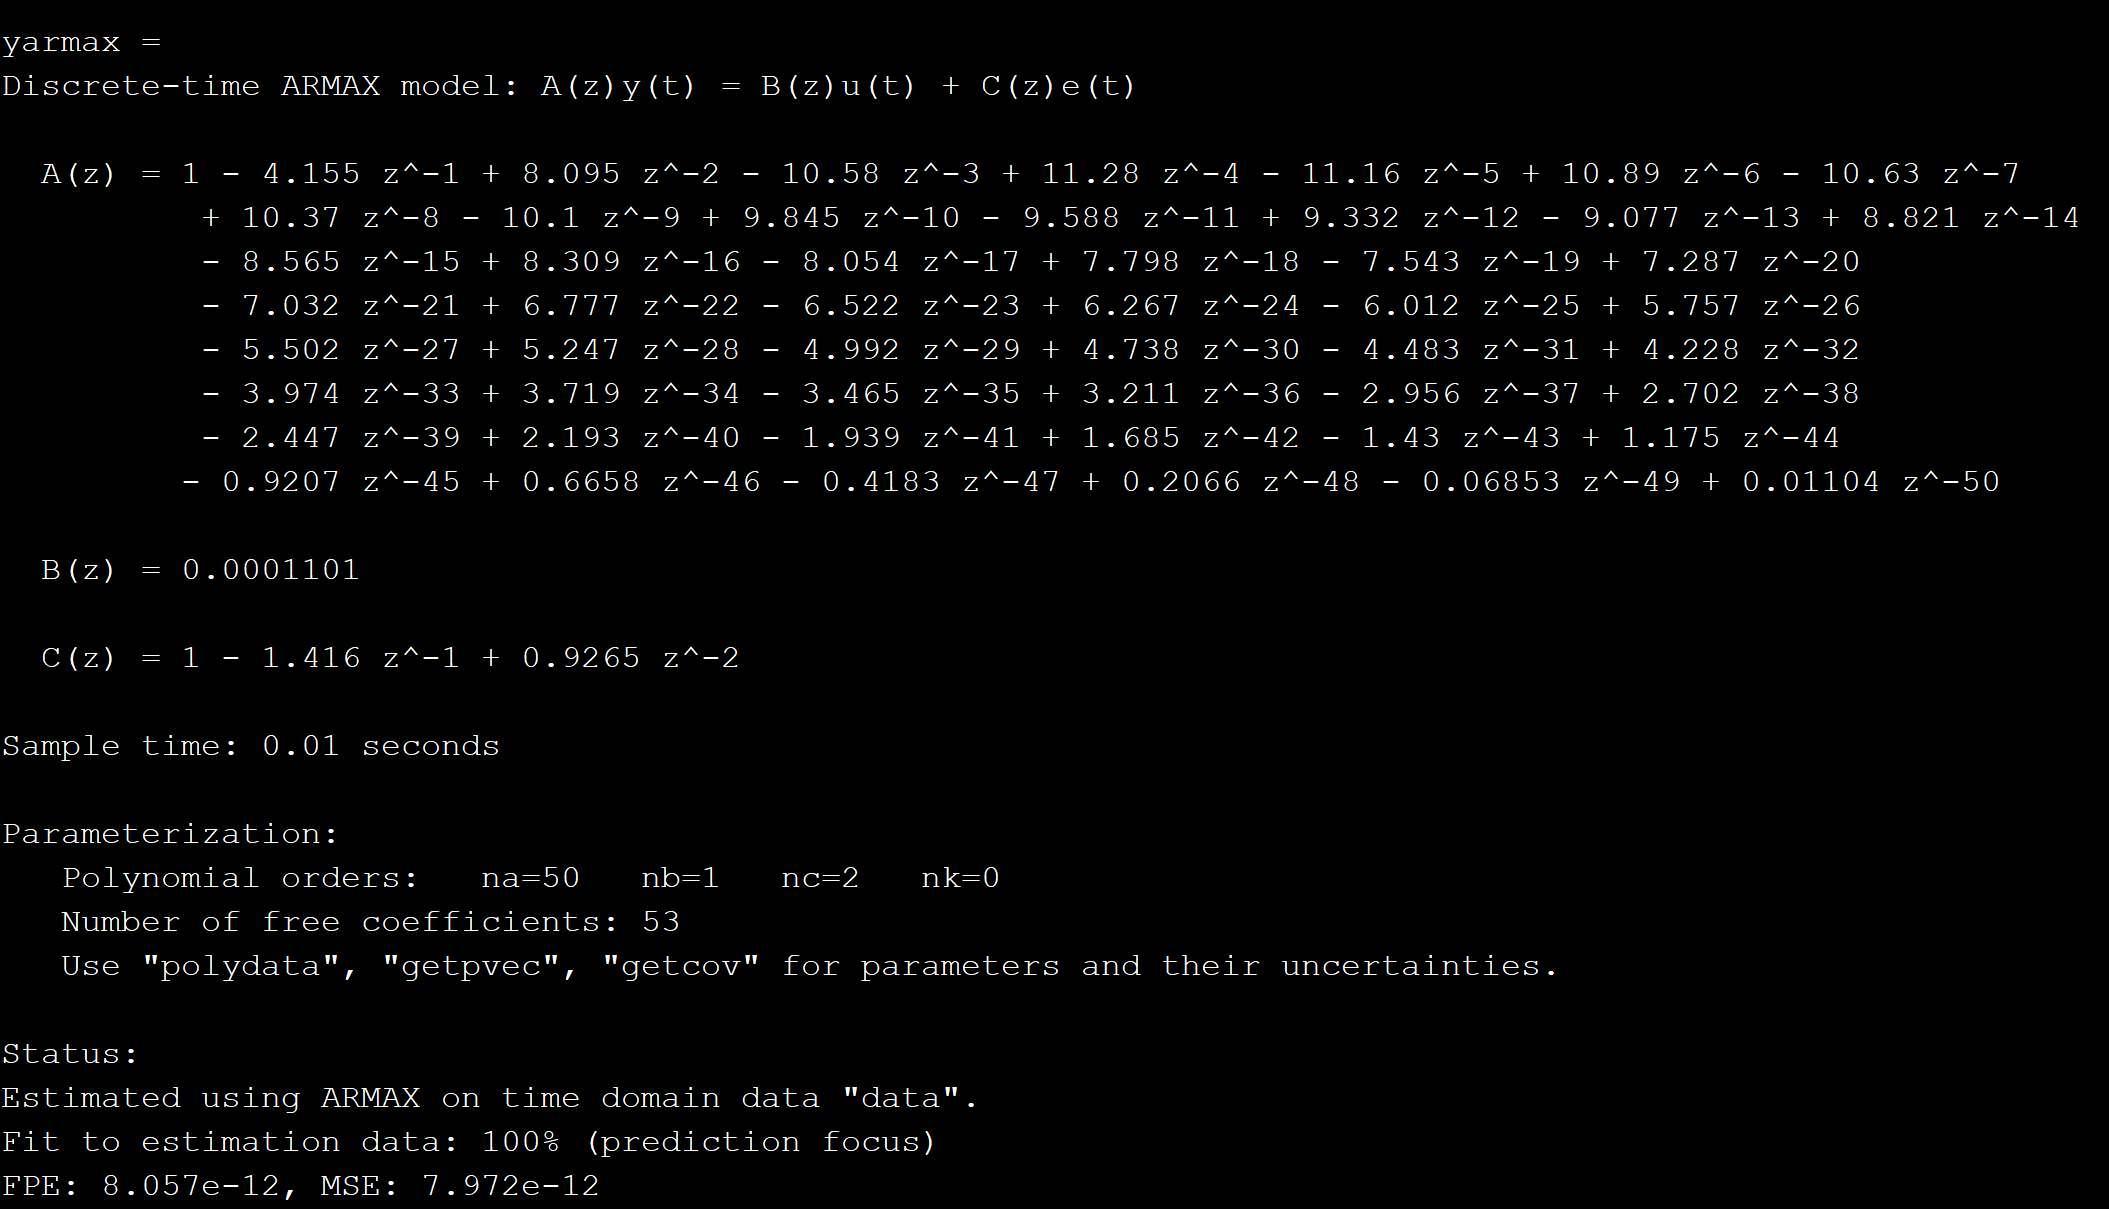 yarmax =
Discrete-time ARMAX model: A(z)y(t) = B(z)u(t) + C(z)e(t)
A(z) = 1 - 4.155 z^-1 + 8.095 z^-2 - 10.58 z^-3 + 11.28 z^-4 - 11.16 z^-5 + 10.89 z^-6 - 10.63 z^-7
+ 10.37 z^-8 - 10.1 z^-9 + 9.845 z^-10 - 9.588 z^-11 + 9.332 z^-12 - 9.077 z^-13 + 8.821 z^-14
- 8.565 z^-15 + 8.309 z^-16 - 8.054 z^-17 + 7.798 z^-18 - 7.543 z^-19 + 7.287 z^-20
- 7.032 z^-21 + 6.777 z^-22 - 6.522 z^-23 + 6.267 z^-24 - 6.012 z^-25 + 5.757 z^-26
- 5.502 z^-27 + 5.247 z^-28 - 4.992 z^-29 + 4.738 z^-30 - 4.483 z^-31 + 4.228 z^-32
- 3.974 z^-33 + 3.719 z^-34 - 3.465 z^-35 + 3.211 z^-36 - 2.956 z^-37 + 2.702 z^-38
- 2.447 z^-39 + 2.193 z^-40 - 1.939 z^-41 + 1.685 z^-42 - 1.43 z^-43 + 1.175 z^-44
- 0.9207 z^-45 + 0.6658 z^-46 - 0.4183 z^-47 + 0.2066 z^-48 - 0.06853 z^-49 + 0.01104 z^-50
B(z) = 0.0001101
C(z) = 1 - 1.416 z^-1 + 0.9265 z^-2
Sample time: 0.01 seconds
Parameterization:
Polynomial orders: na=50 nb=1 nc=2 nk=0
Number of free coefficients: 53
Use "polydata", "getpvec", "getcov" for parameters and their uncertainties.
Status:
Estimated using ARMAX on time domain data "data".
Fit to estimation data: 100% (prediction focus)
FPE: 8.057e-12, MSE: 7.972e-12